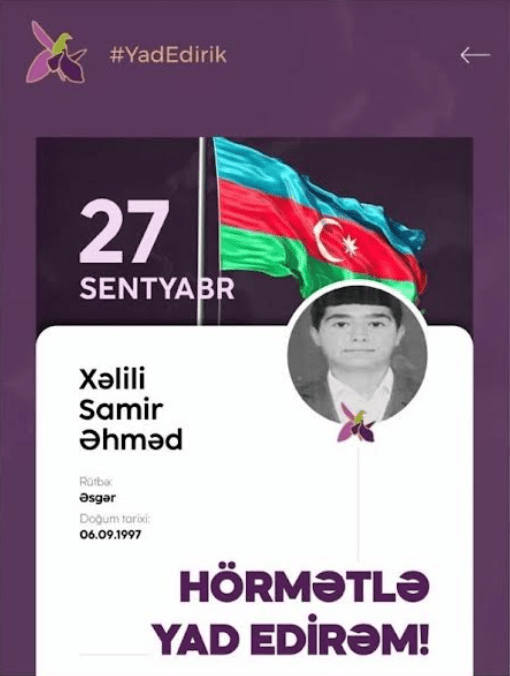 #YadEdirik
27
SENTYABR
Xəlili
Samir
Əhməd
Rütbə:
Əsgər
Doğum tarixi:
06.09.1997
HÖRMƏTLƏ
YAD EDİRƏM!